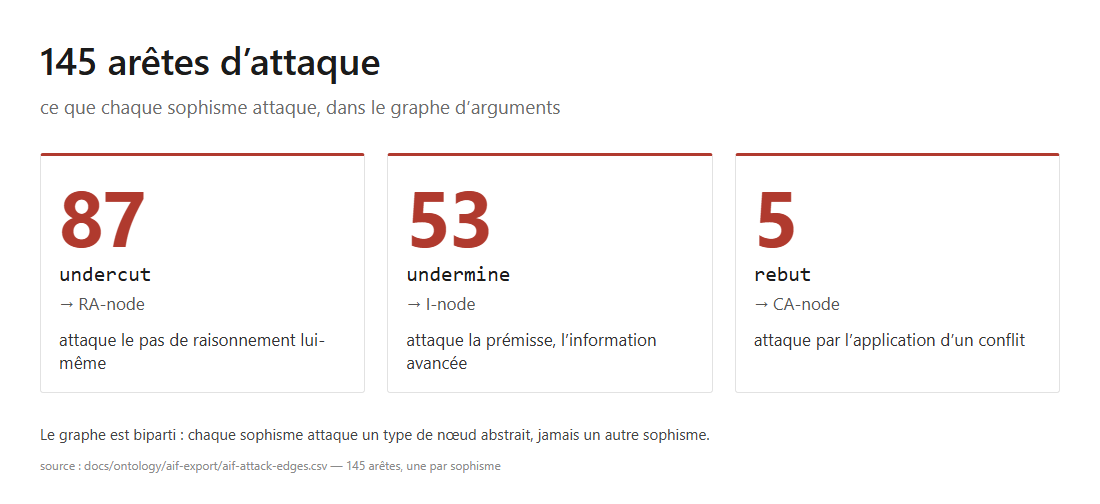 145 arêtes d’attaque
ce que chaque sophisme attaque, dans le graphe d’arguments
87
undercut
→ RA-node
attaque le pas de raisonnement lui-
même
53
undermine
→ I-node
attaque la prémisse, l’information
avancée
5
rebut
→ CA-node
attaque par l’application d’un conflit
Le graphe est biparti : chaque sophisme attaque un type de nœud abstrait, jamais un autre sophisme.
source : docs/ontology/aif-export/aif-attack-edges.csv — 145 arêtes, une par sophisme